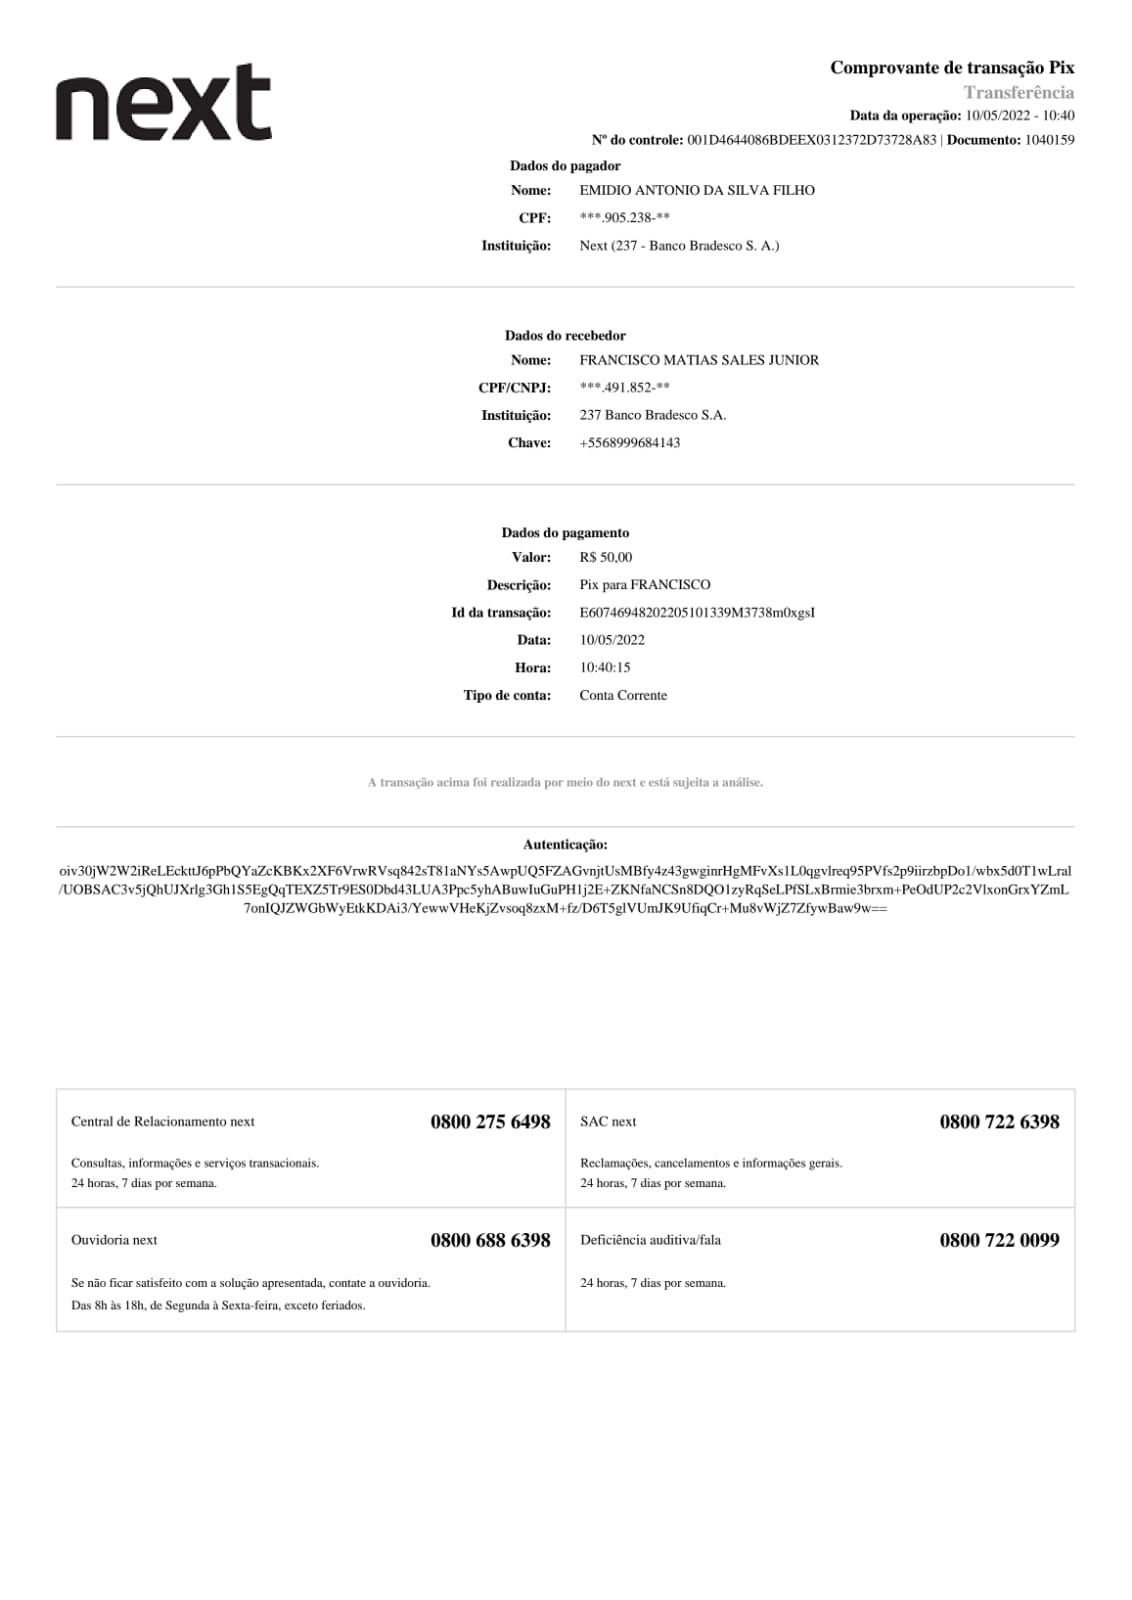 next
Comprovante de transação Pix
Transferência
Data da operação: 10/05/2022 - 10:40
Nº do controle: 001D4644086BDEEX0312372D73728A83 | Documento: 1040159
Dados do pagador
Nome: EMIDIO ANTONIO DA SILVA FILHO
CPF: ***.905.238-**
Instituição: Next (237 - Banco Bradesco S. A.)
Dados do recebedor
Nome: FRANCISCO MATIAS SALES JUNIOR
CPF/CNPJ: ***.491.852-**
Instituição: 237 Banco Bradesco S.A.
Chave: +5568999684143
Dados do pagamento
Valor: R$ 50,00
Descrição: Pix para FRANCISCO
Id da transação: E60746948202205101339M3738m0xgsI
Data: 10/05/2022
Hora: 10:40:15
Tipo de conta: Conta Corrente
A transação acima foi realizada por meio do next e está sujeita a análise.
Autenticação:
oiv30jW2W2iReLEckttJ6pPbQYaZcKBKx2XF6VrwRVsq842sT81aNYs5AwpUQ5FZAGvnjtUsMBfy4z43gwginrHgMFvXs1L0qgvlreq95PVfs2p9iirzbpDo1/wbx5d0T1wLral
/UOBSAC3v5jQhUJXrlg3Gh1S5EgQqTEXZ5Tr9ES0Dbd43LUA3Ppc5yhABuwIuGuPH1j2E+ZKNfaNCSn8DQO1zyRqSeLPfSLxBrmie3brxm+PeOdUP2c2VlxonGrxYZmL
7onIQJZWGbWyEtkKDAi3/YewwVHeKjZvsoq8zxM+fz/D6T5glVUmJK9UfiqCr+Mu8vWjZ7ZfywBaw9w==
Central de Relacionamento next 0800 275 6498
Consultas, informações e serviços transacionais.
24 horas, 7 dias por semana.
SAC next 0800 722 6398
Reclamações, cancelamentos e informações gerais.
24 horas, 7 dias por semana.
Ouvidoria next 0800 688 6398
Se não ficar satisfeito com a solução apresentada, contate a ouvidoria.
Das 8h às 18h, de Segunda à Sexta-feira, exceto feriados.
Deficiência auditiva/fala 0800 722 0099
24 horas, 7 dias por semana.